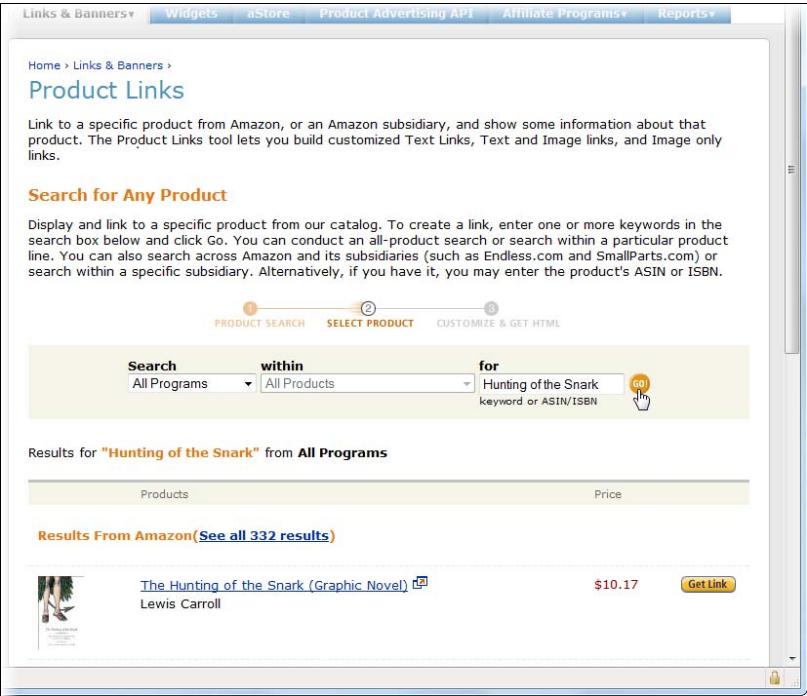 Links & Banners▾ Widgets aStore Product Advertising API Affiliate Programs▾ Reports▾
Home › Links & Banners ›
Product Links
Link to a specific product from Amazon, or an Amazon subsidiary, and show some information about that
product. The Product Links tool lets you build customized Text Links, Text and Image links, and Image only
links.
Search for Any Product
Display and link to a specific product from our catalog. To create a link, enter one or more keywords in the
search box below and click Go. You can conduct an all-product search or search within a particular product
line. You can also search across Amazon and its subsidiaries (such as Endless.com and SmallParts.com) or
search within a specific subsidiary. Alternatively, if you have it, you may enter the product's ASIN or ISBN.
1 2 3
PRODUCT SEARCH SELECT PRODUCT CUSTOMIZE & GET HTML
Search within for
All Programs All Products Hunting of the Snark GO!
keyword or ASIN/ISBN
Results for "Hunting of the Snark" from All Programs
Products Price
Results From Amazon(See all 332 results)
The Hunting of the Snark (Graphic Novel) $10.17 Get Link
Lewis Carroll